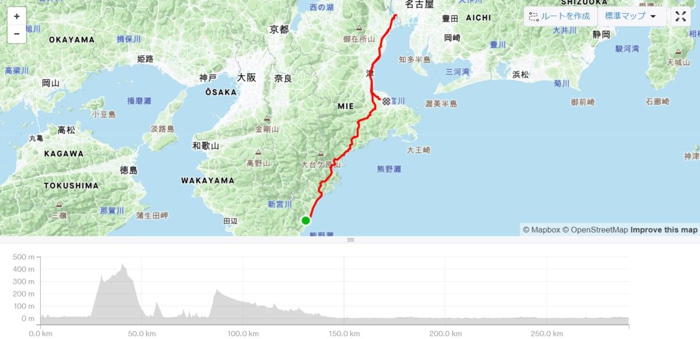 +
−
ルートを作成
標準マップ
名古屋
西の湖
SHIZUOKA
豊田
AICHI
京都
OKAYAMA
揖保川
御在所山
岡崎
静岡
大井川
姫路
豊川
駿河湾
高梁川
神戸
大阪
奈良
津
知多半島
三河湾
浜松
天城山
岡山
ŌSAKA
菊川
播磨灘
MIE
渥美半島
御前崎
石廊崎
小豆島
高松
淡路島
和歌山
金剛山
大王崎
丸亀
KAGAWA
高野山
大台ケ原山
熊野灘
神津
徳島
TOKUSHIMA
WAKAYAMA
新宮川
三嶺
那賀川
蒲生田岬
田辺
© Mapbox © OpenStreetMap Improve this map
500 m
400 m
300 m
200 m
100 m
0 m
0.0 km
50.0 km
100.0 km
150.0 km
200.0 km
250.0 km